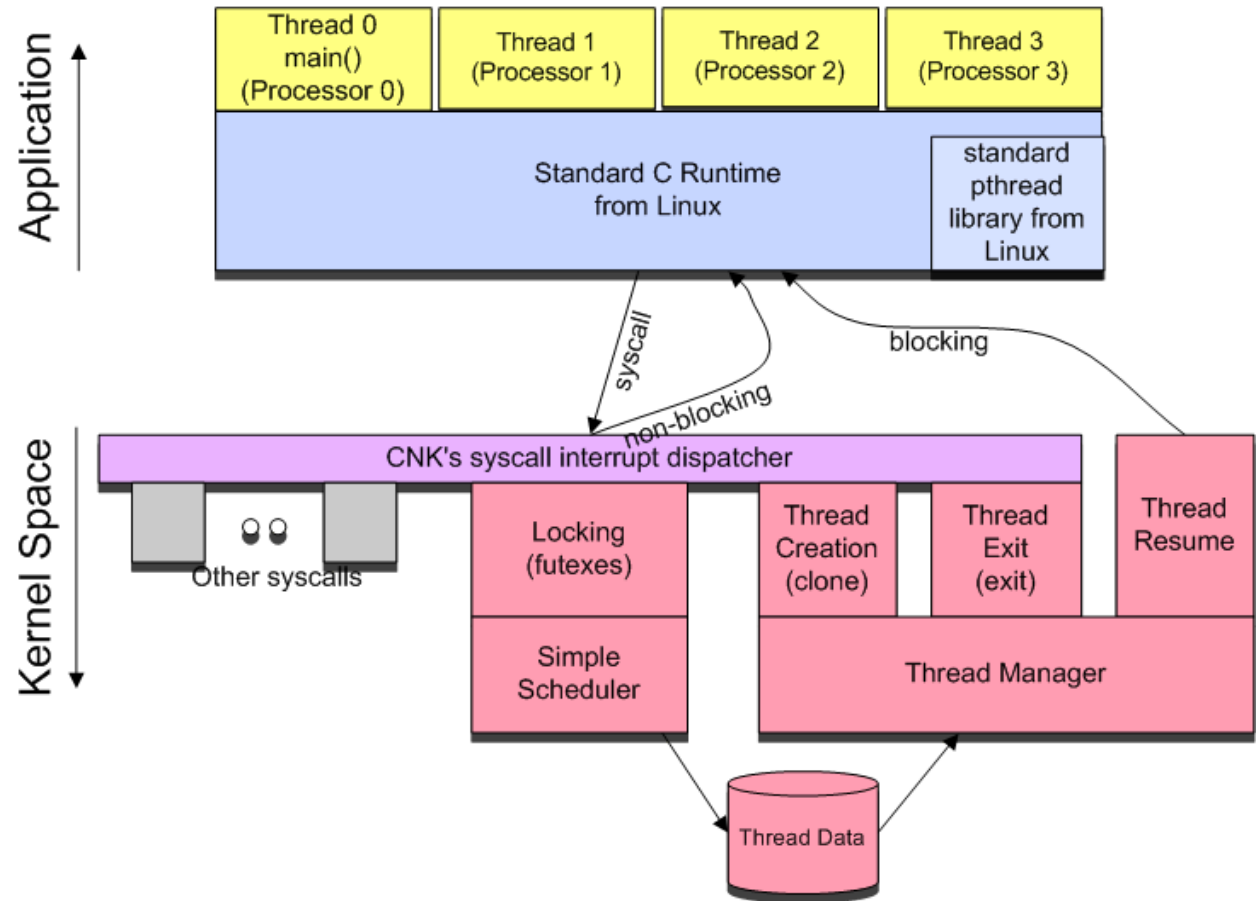 Application
Thread 0
main()
(Processor 0)
Thread 1
(Processor 1)
Thread 2
(Processor 2)
Thread 3
(Processor 3)
Standard C Runtime
from Linux
standard
pthread
library from
Linux
syscall
non-blocking
blocking
Kernel Space
CNK's syscall interrupt dispatcher
Other syscalls
Locking
(futexes)
Simple
Scheduler
Thread
Creation
(clone)
Thread
Exit
(exit)
Thread
Resume
Thread Manager
Thread Data